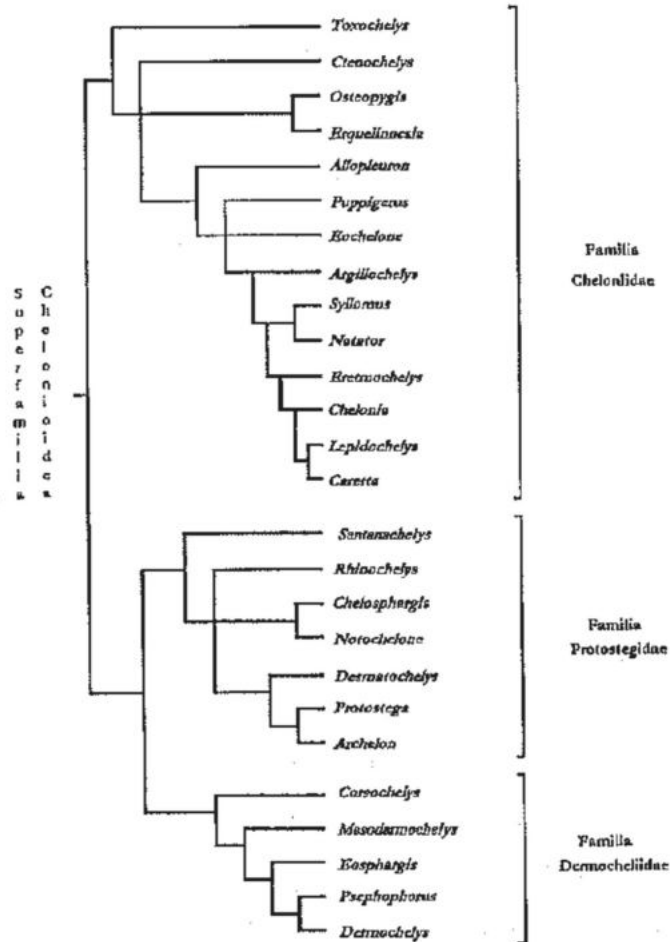 Toxochelys
Ctenochelys
Osteopygis
Erquelinnesia
Allopleuron
Puppigerus
Eochelone
Argillochelys
Syllomus
Natator
Eretmochelys
Chelonia
Lepidochelys
Caretta
Familia
Cheloniidae
Superfamilia
Chelonioidea
Santanachelys
Rhinochelys
Chelosphargis
Notochelone
Desmatochelys
Protostega
Archelon
Familia
Protostegidae
Corsochelys
Mesodermochelys
Eosphargis
Psephophorus
Dermochelys
Familia
Dermocheliidae